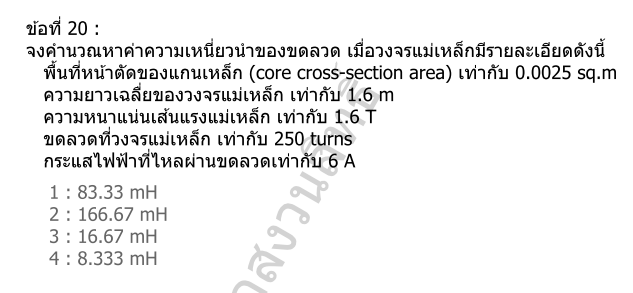 ข้อที่ 20 :
จงคำนวณหาค่าความเหนี่ยวนำของขดลวด เมื่อวงจรแม่เหล็กมีรายละเอียดดังนี้
พื้นที่หน้าตัดของแกนเหล็ก (core cross-section area) เท่ากับ 0.0025 sq.m
ความยาวเฉลี่ยของวงจรแม่เหล็ก เท่ากับ 1.6 m
ความหนาแน่นเส้นแรงแม่เหล็ก เท่ากับ 1.6 T
ขดลวดที่วงจรแม่เหล็ก เท่ากับ 250 turns
กระแสไฟฟ้าที่ไหลผ่านขดลวดเท่ากับ 6 A
1 : 83.33 mH
2 : 166.67 mH
3 : 16.67 mH
4 : 8.333 mH
สงวนสิทธิ์